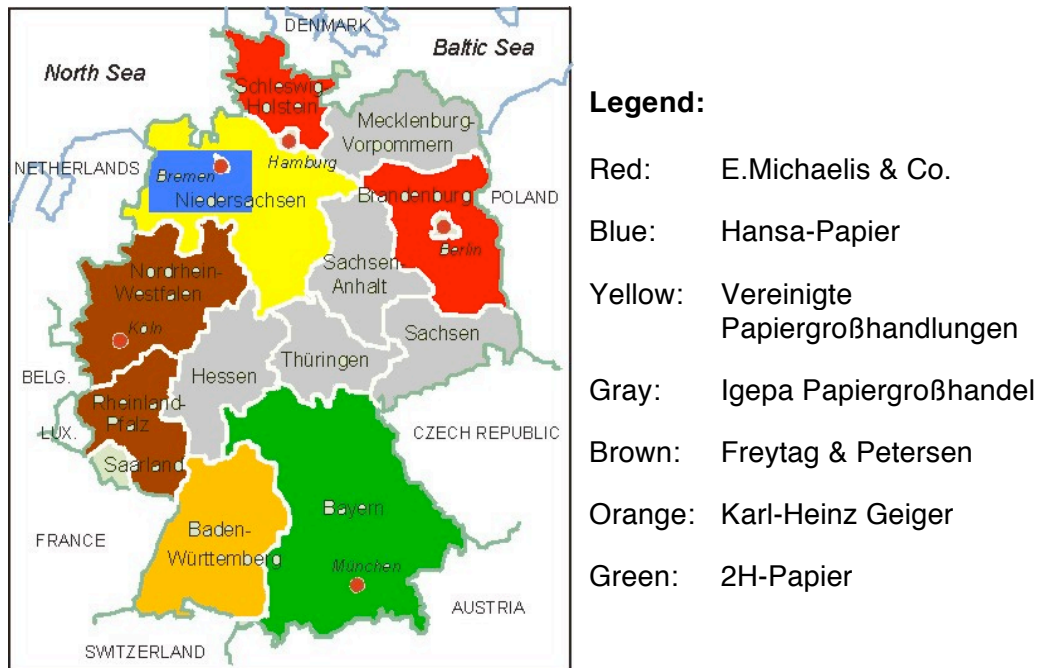 DENMARK
Baltic Sea
North Sea
Schleswig
Holstein
Mecklenburg-
Vorpommern
NETHERLANDS
Hamburg
Bremen
Niedersachsen
Brandenburg
POLAND
Berlin
Sachsen-
Anhalt
Nordrhein-
Westfalen
Köln
Sachsen
Thüringen
Hessen
BELG.
Rheinland-
Pfalz
LUX.
CZECH REPUBLIC
Saarland
Bayern
FRANCE
Baden-
Württemberg
München
AUSTRIA
SWITZERLAND
Legend:
Red: E.Michaelis & Co.
Blue: Hansa-Papier
Yellow: Vereinigte
Papiergroßhandlungen
Gray: Igepa Papiergroßhandel
Brown: Freytag & Petersen
Orange: Karl-Heinz Geiger
Green: 2H-Papier